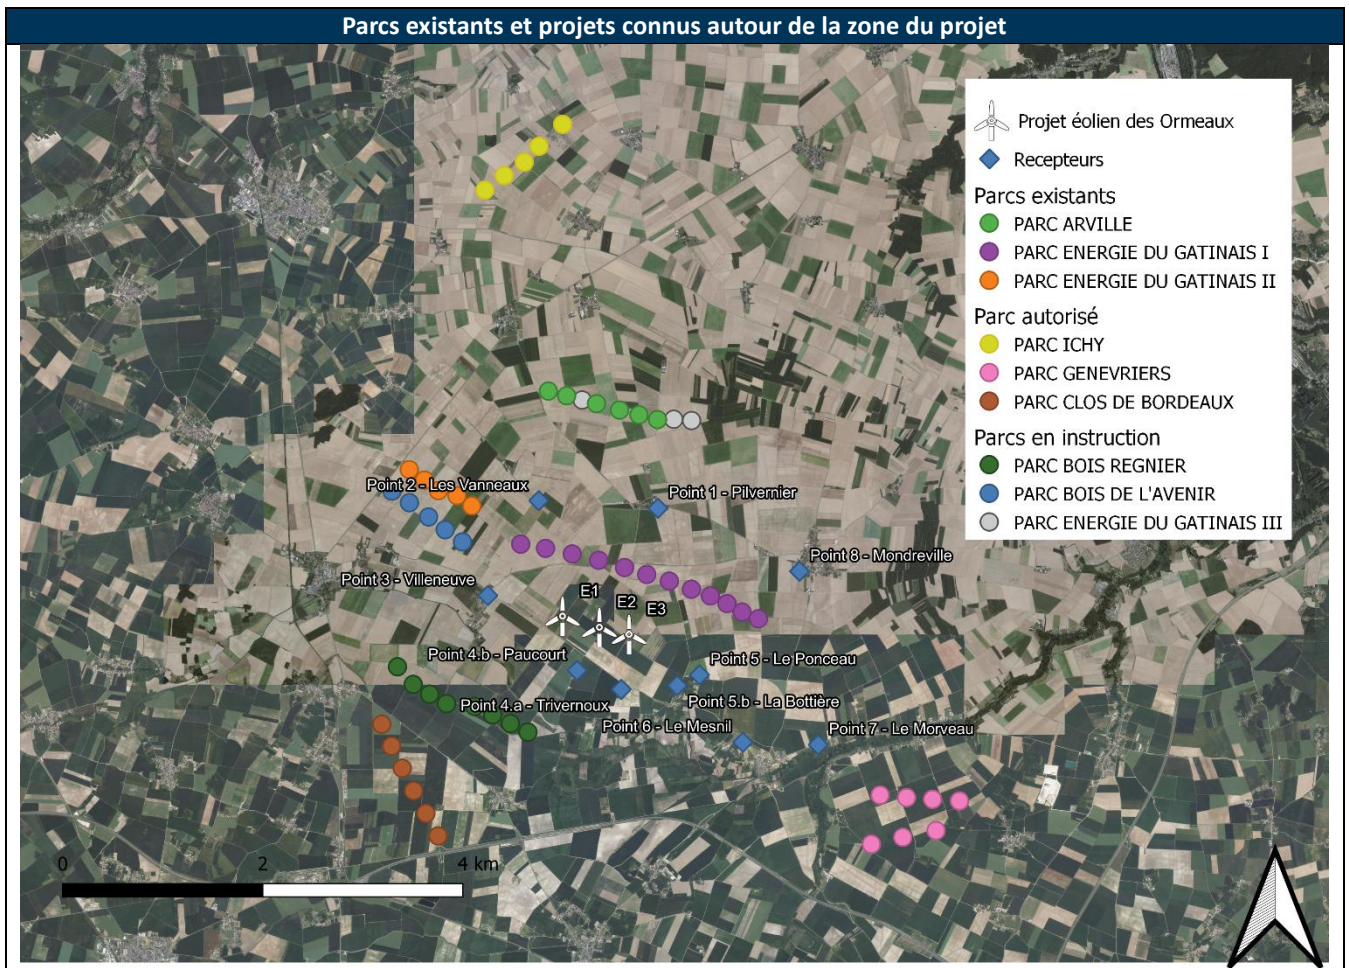 Parcs existants et projets connus autour de la zone du projet
Projet éolien des Ormeaux
Recepteurs
Parcs existants
PARC ARVILLE
PARC ENERGIE DU GATINAIS I
PARC ENERGIE DU GATINAIS II
Parc autorisé
PARC ICHY
PARC GENEVRIERS
PARC CLOS DE BORDEAUX
Parcs en instruction
PARC BOIS REGNIER
PARC BOIS DE L'AVENIR
PARC ENERGIE DU GATINAIS III
Point 2 - Les Vanneaux
Point 1 - Pilvernier
Point 8 - Mondreville
Point 3 - Villeneuve
E1
E2
E3
Point 4.b - Paucourt
Point 5 - Le Ponceau
Point 4.a - Trivernoux
Point 5.b - La Bottière
Point 6 - Le Mesnil
Point 7 - Le Morveau
0 2 4 km